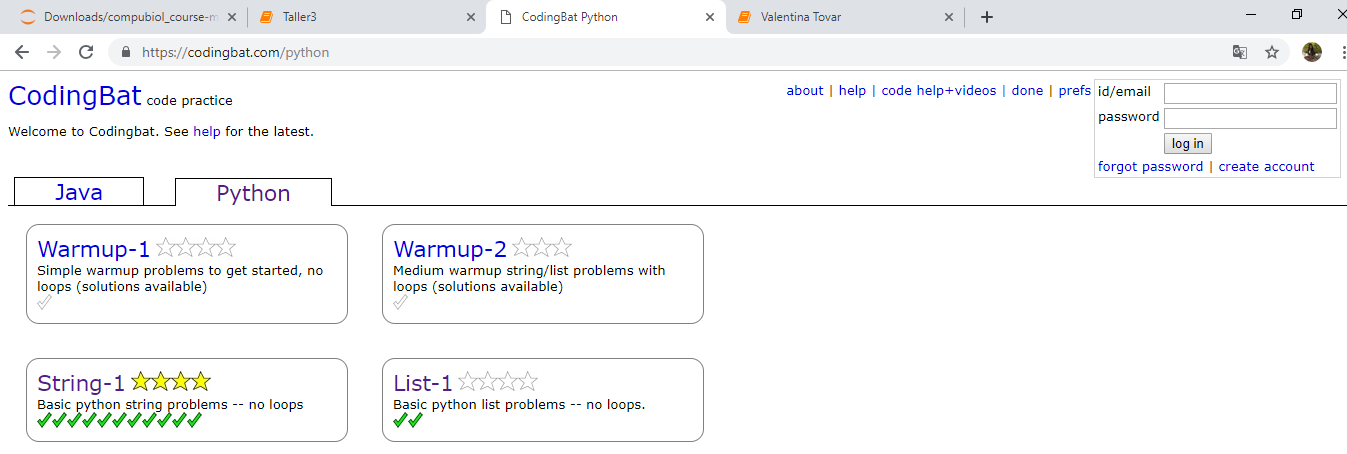 Downloads/compubiol_course-m
Taller3
CodingBat Python
Valentina Tovar
https://codingbat.com/python
CodingBat code practice
about | help | code help+videos | done | prefs
id/email
password
log in
forgot password | create account
Welcome to Codingbat. See help for the latest.
Java
Python
Warmup-1
Simple warmup problems to get started, no
loops (solutions available)
Warmup-2
Medium warmup string/list problems with
loops (solutions available)
String-1
Basic python string problems -- no loops
List-1
Basic python list problems -- no loops.